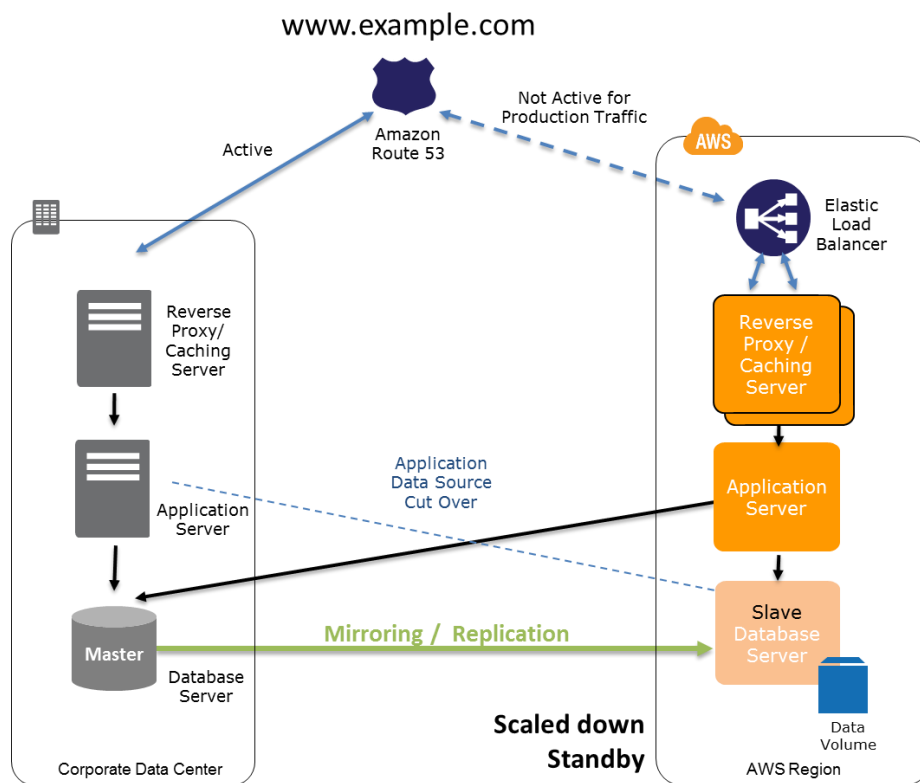 www.example.com
Amazon
Route 53
Active
Not Active for
Production Traffic
AWS
Elastic
Load
Balancer
Reverse
Proxy/
Caching
Server
Reverse
Proxy /
Caching
Server
Application
Data Source
Cut Over
Application
Server
Application
Server
Master
Database
Server
Mirroring / Replication
Slave
Database
Server
Data
Volume
Scaled down
Standby
Corporate Data Center
AWS Region